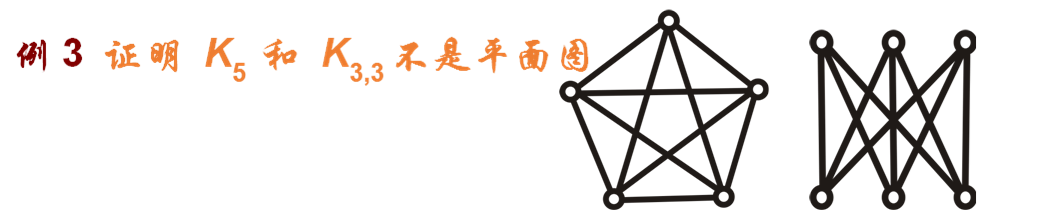 例 3 证明 K₅ 和 K₃,₃ 不是平面图